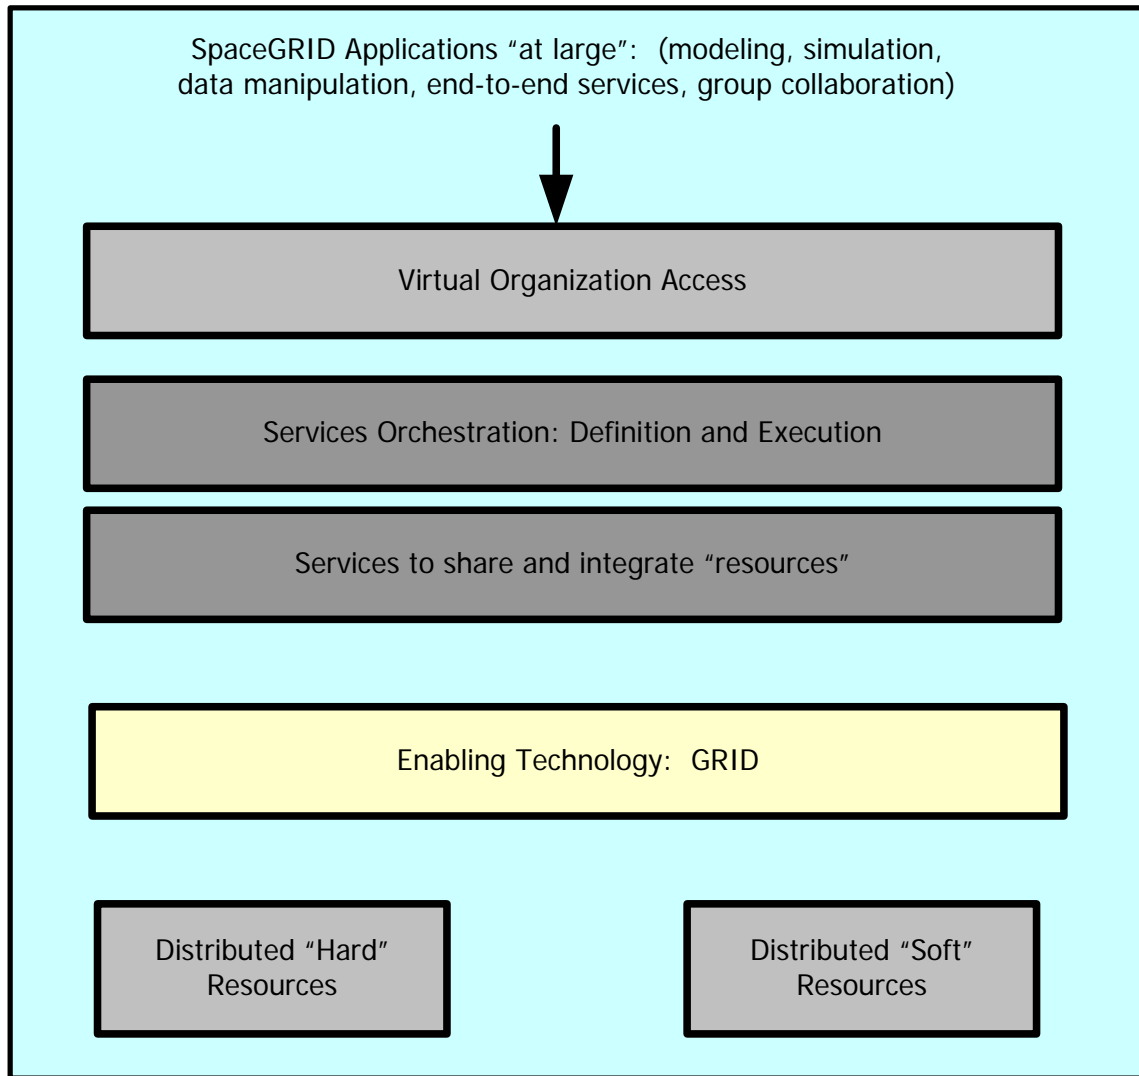 SpaceGRID Applications “at large”:  (modeling, simulation,
data manipulation, end-to-end services, group collaboration)
Virtual Organization Access
Services Orchestration: Definition and Execution
Services to share and integrate “resources”
Enabling Technology:  GRID
Distributed “Hard”
Resources
Distributed “Soft”
Resources